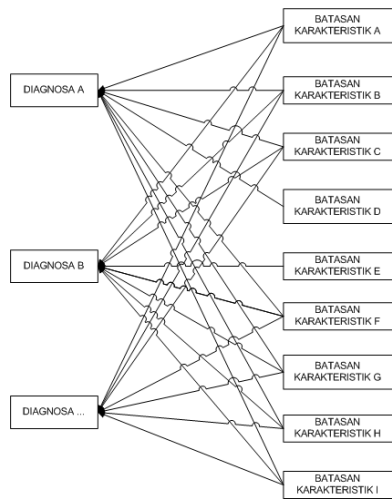 DIAGNOSA A
DIAGNOSA B
DIAGNOSA ...
BATASAN
KARAKTERISTIK A
BATASAN
KARAKTERISTIK B
BATASAN
KARAKTERISTIK C
BATASAN
KARAKTERISTIK D
BATASAN
KARAKTERISTIK E
BATASAN
KARAKTERISTIK F
BATASAN
KARAKTERISTIK G
BATASAN
KARAKTERISTIK H
BATASAN
KARAKTERISTIK I